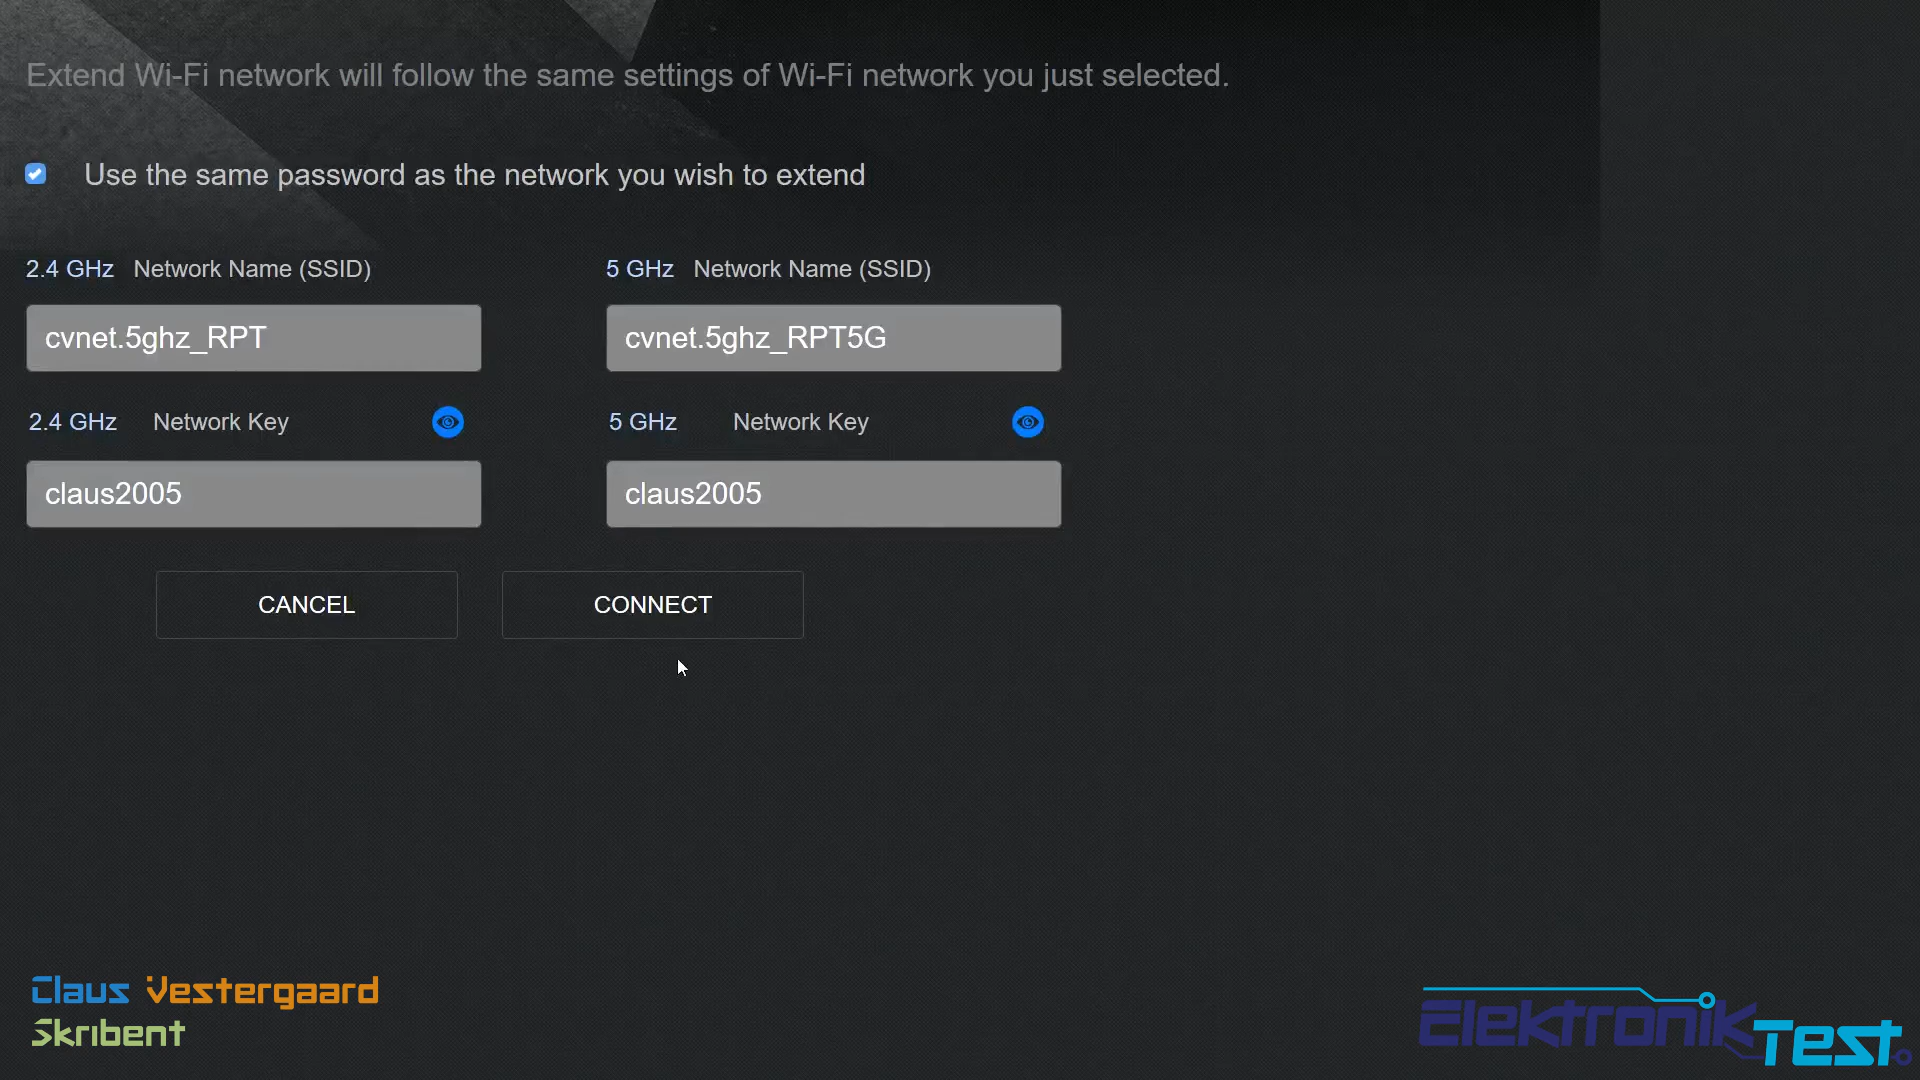 Extend Wi-Fi network will follow the same settings of Wi-Fi network you just selected.
Use the same password as the network you wish to extend
2.4 GHz Network Name (SSID)
5 GHz Network Name (SSID)
cvnet.5ghz_RPT
cvnet.5ghz_RPT5G
2.4 GHz Network Key
5 GHz Network Key
claus2005
claus2005
CANCEL
CONNECT
Claus Vestergaard
Skribent
ElektronikTest